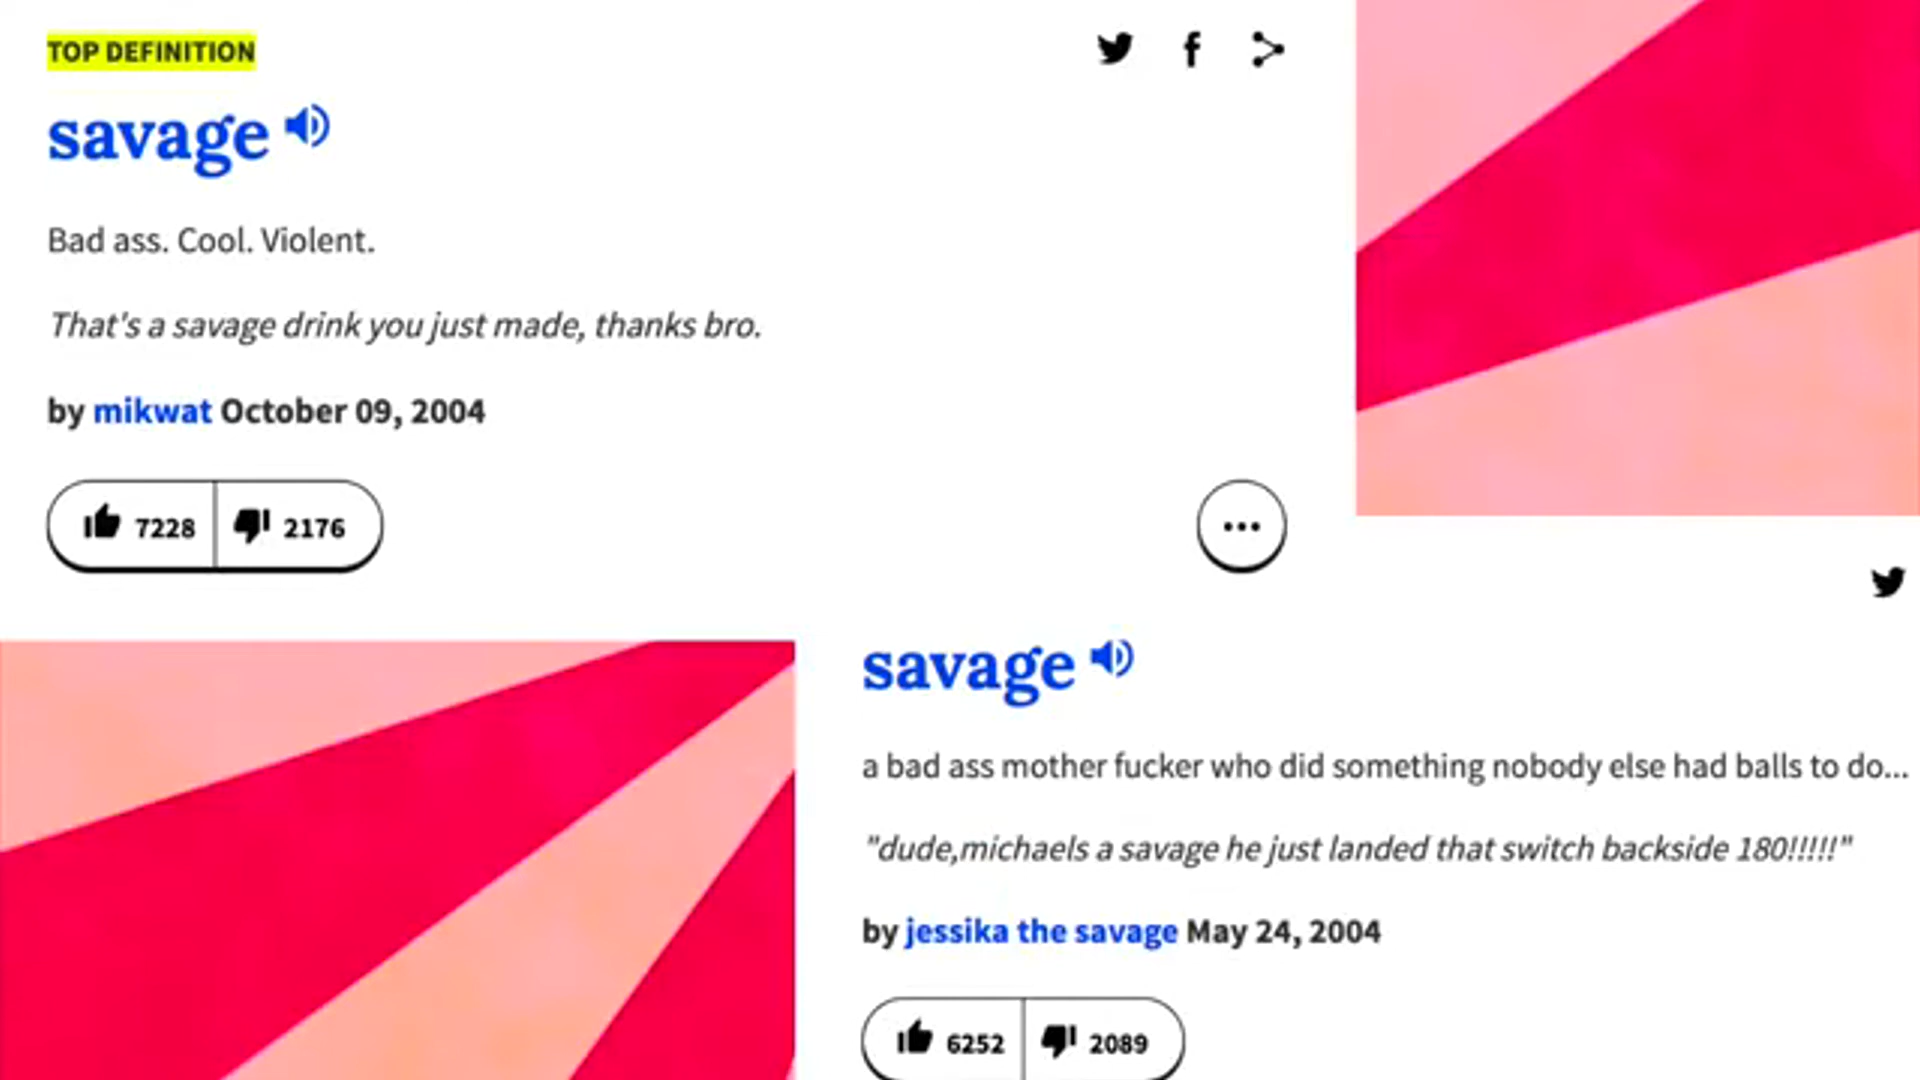 TOP DEFINITION
savage
Bad ass. Cool. Violent.
That's a savage drink you just made, thanks bro.
by mikwat October 09, 2004
7228 2176
savage
a bad ass mother fucker who did something nobody else had balls to do...
"dude,michaels a savage he just landed that switch backside 180!!!!!"
by jessika the savage May 24, 2004
6252 2089